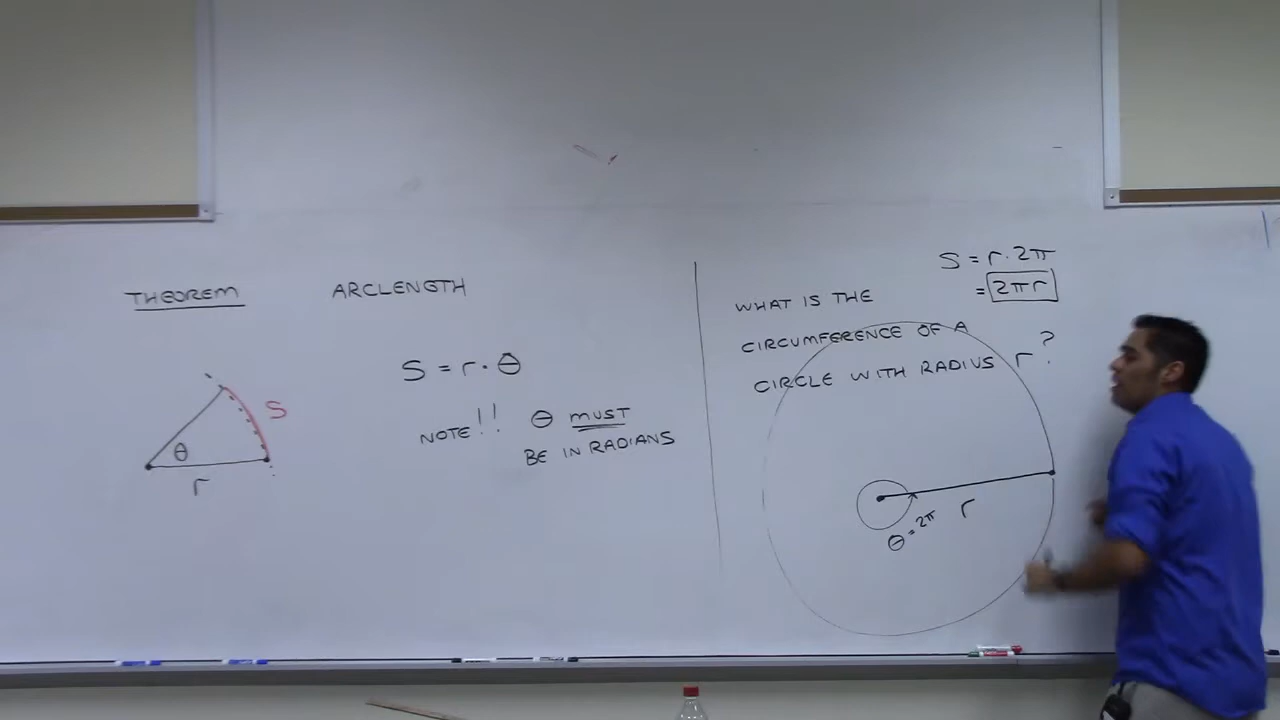 THEOREM ARCLENGTH
S = r · θ
NOTE!! θ MUST
BE IN RADIANS
S
θ
r
WHAT IS THE
CIRCUMFERENCE OF A
CIRCLE WITH RADIUS r?
S = r · 2π
= 2πr
r
θ = 2π